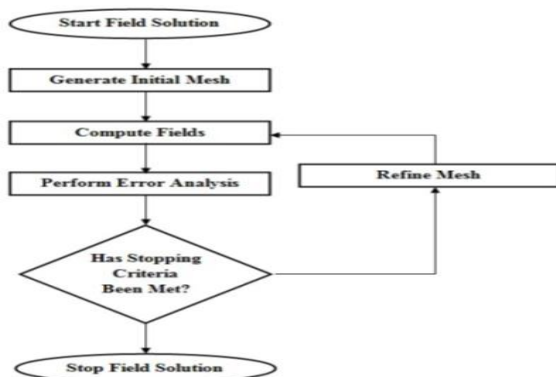 Start Field Solution
Generate Initial Mesh
Compute Fields
Perform Error Analysis
Refine Mesh
Has Stopping
Criteria
Been Met?
Stop Field Solution